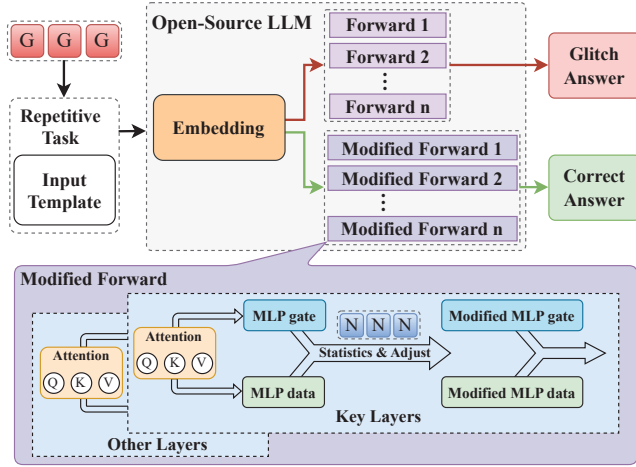 G G G
Repetitive
Task
Input
Template
Open-Source LLM
Embedding
Forward 1
Forward 2
Forward n
Modified Forward 1
Modified Forward 2
Modified Forward n
Glitch
Answer
Correct
Answer
Modified Forward
Attention
Q K V
Other Layers
Attention
Q K V
MLP gate
MLP data
N N N
Statistics & Adjust
Modified MLP gate
Modified MLP data
Key Layers